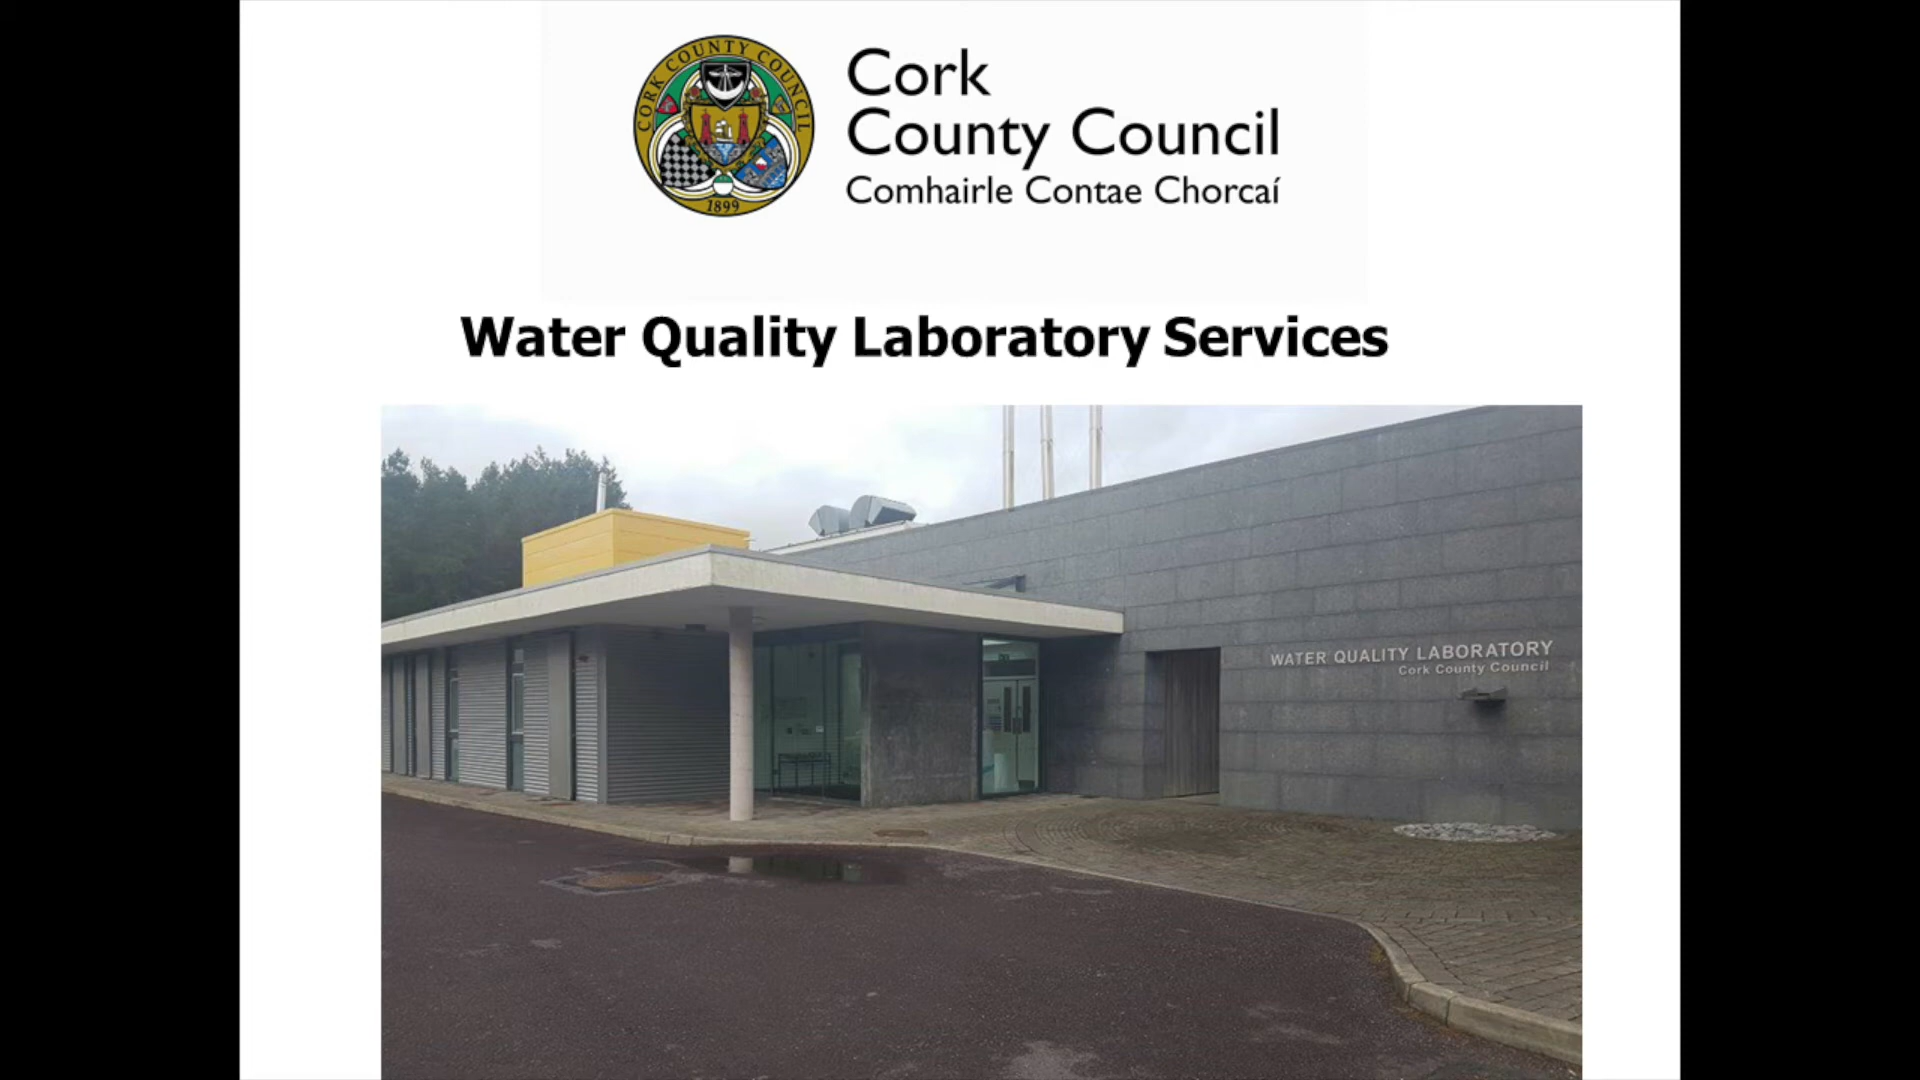 CORK COUNTY COUNCIL
1899
Cork
County Council
Comhairle Contae Chorcaí
Water Quality Laboratory Services
WATER QUALITY LABORATORY
Cork County Council